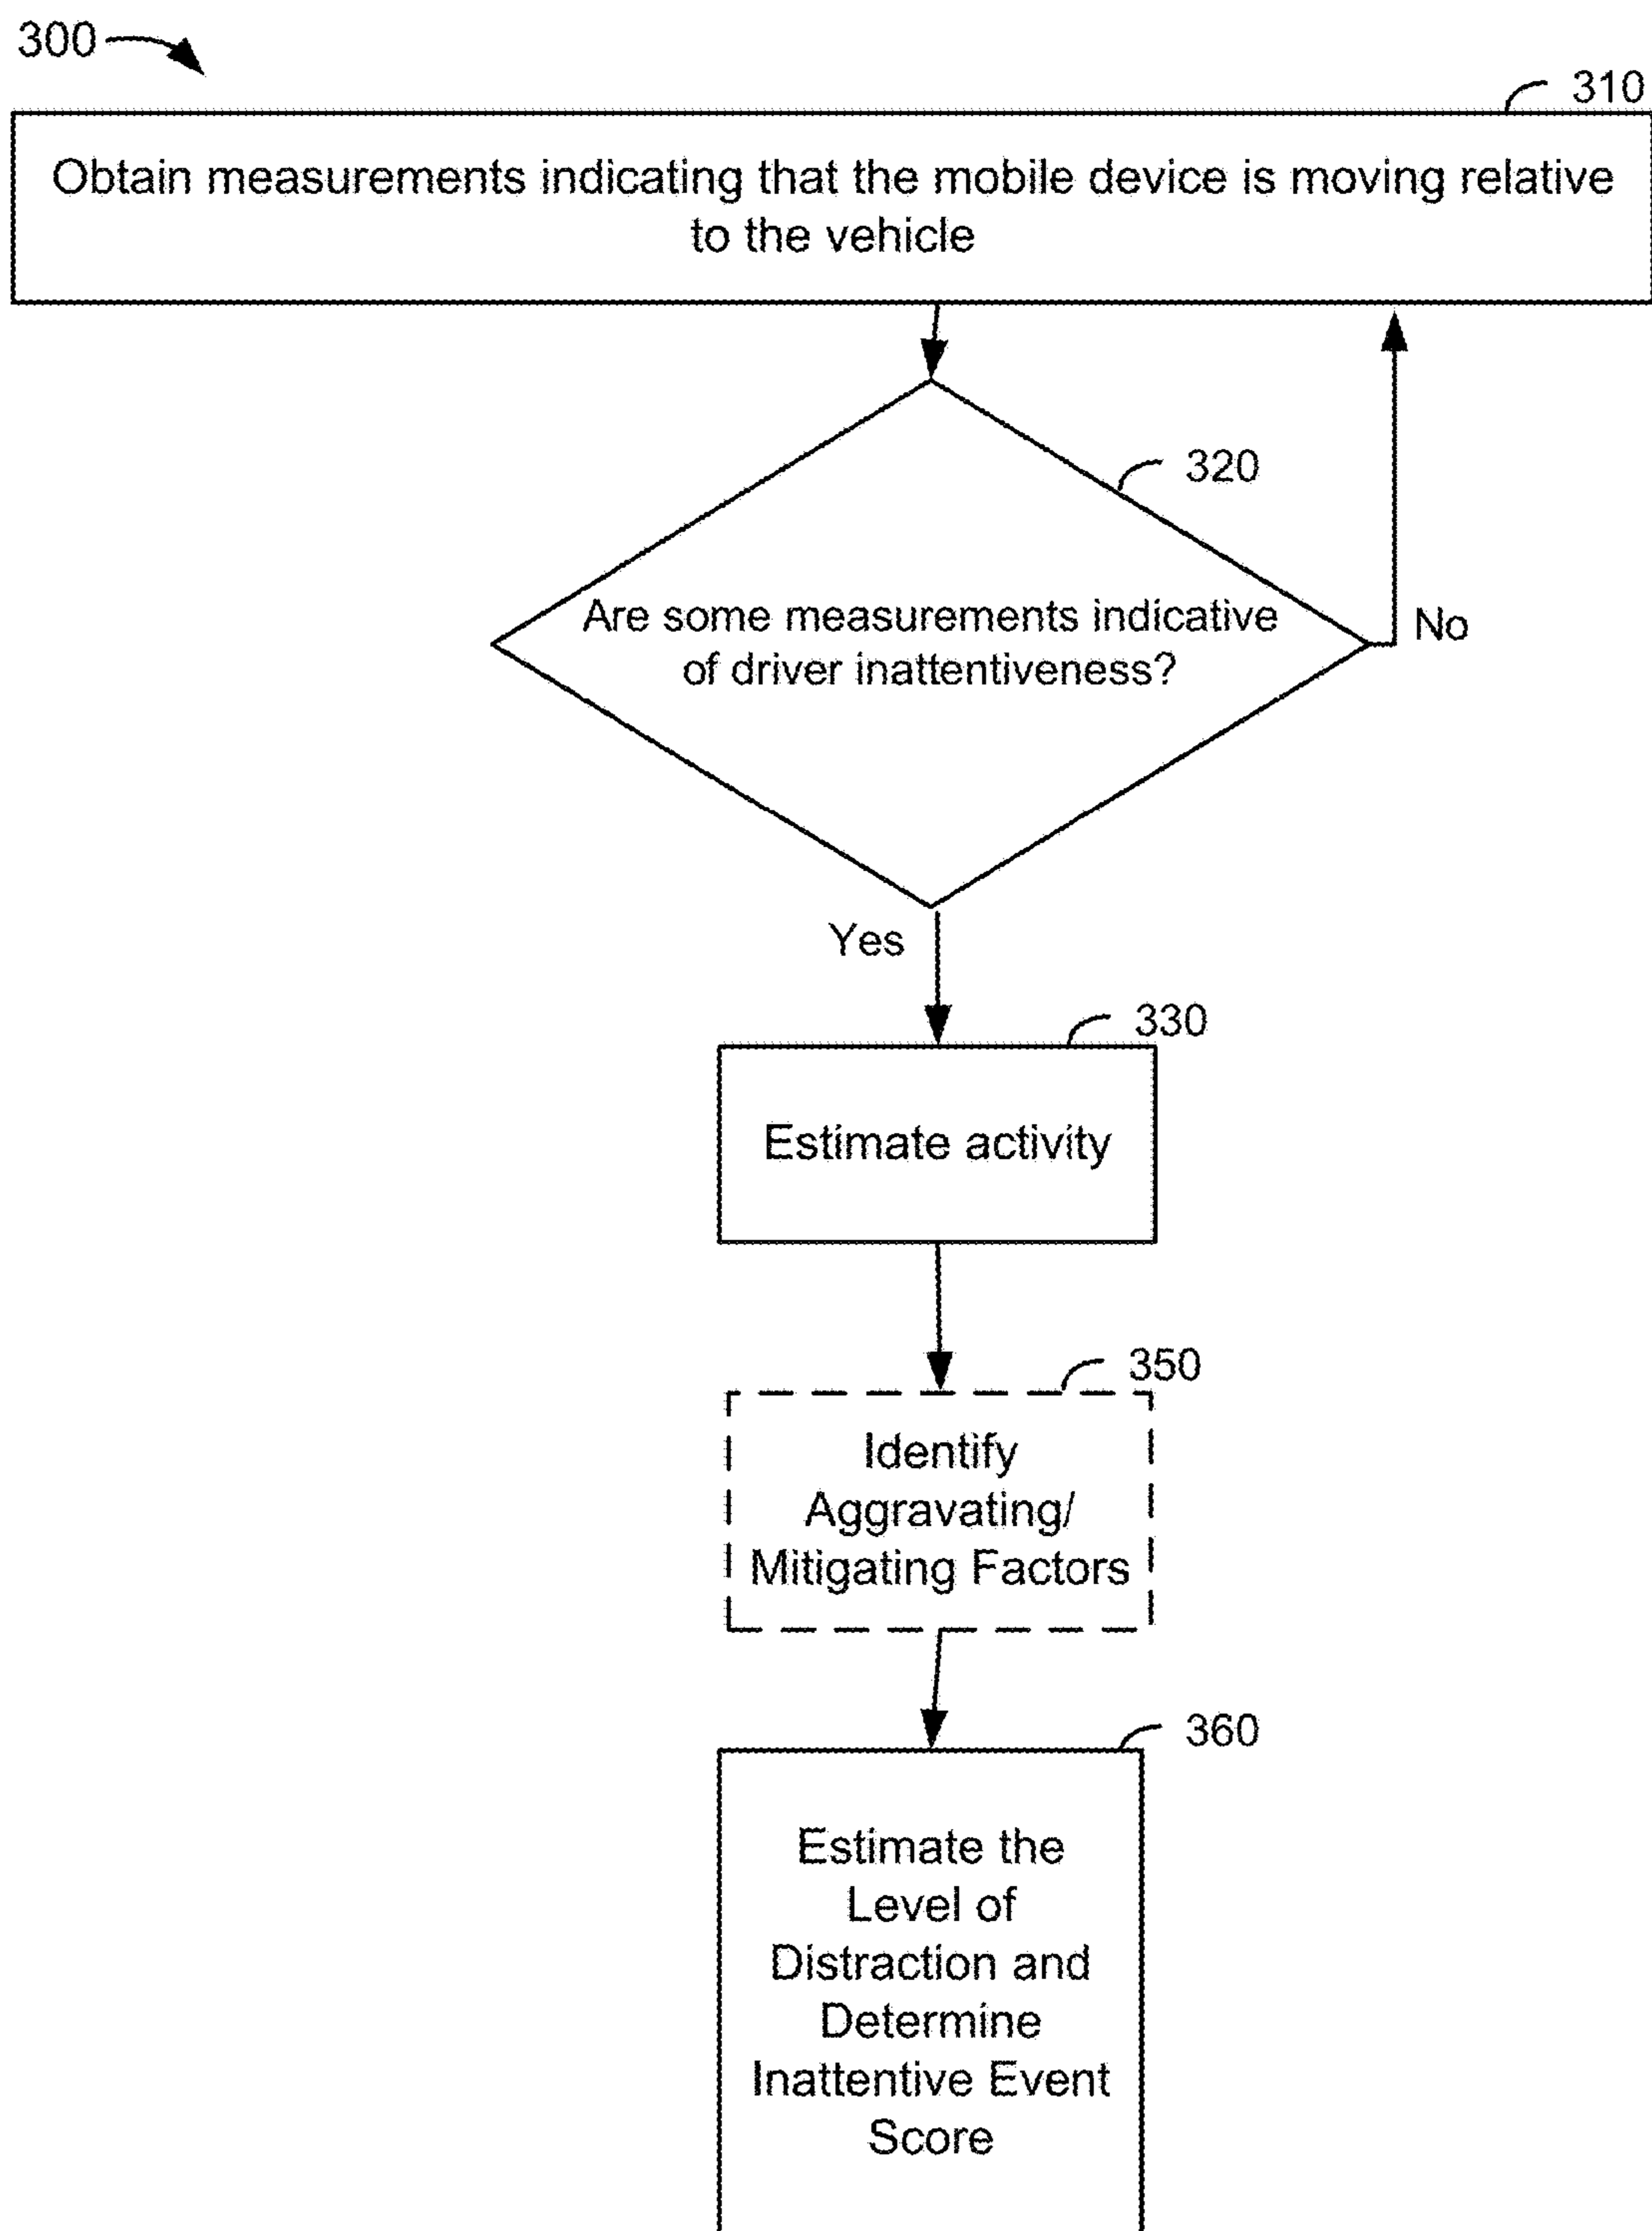 300
310
Obtain measurements indicating that the mobile device is moving relative
to the vehicle
320
Are some measurements indicative
of driver inattentiveness?
No
Yes
330
Estimate activity
350
Identify
Aggravating/
Mitigating Factors
360
Estimate the
Level of
Distraction and
Determine
Inattentive Event
Score